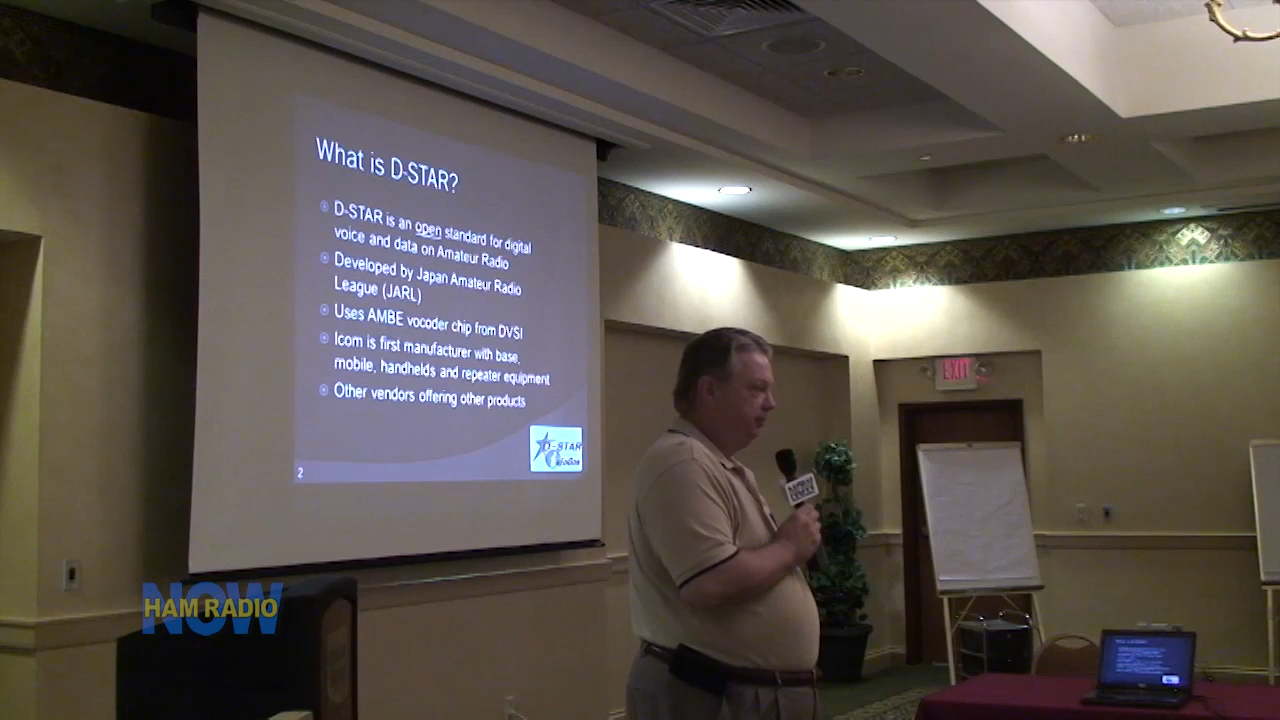 What is D-STAR?
D-STAR is an open standard for digital
voice and data on Amateur Radio
Developed by Japan Amateur Radio
League (JARL)
Uses AMBE vocoder chip from DVSI
Icom is first manufacturer with base,
mobile, handhelds and repeater equipment
Other vendors offering other products
D-STAR
2
EXIT
HAM RADIO
NOW